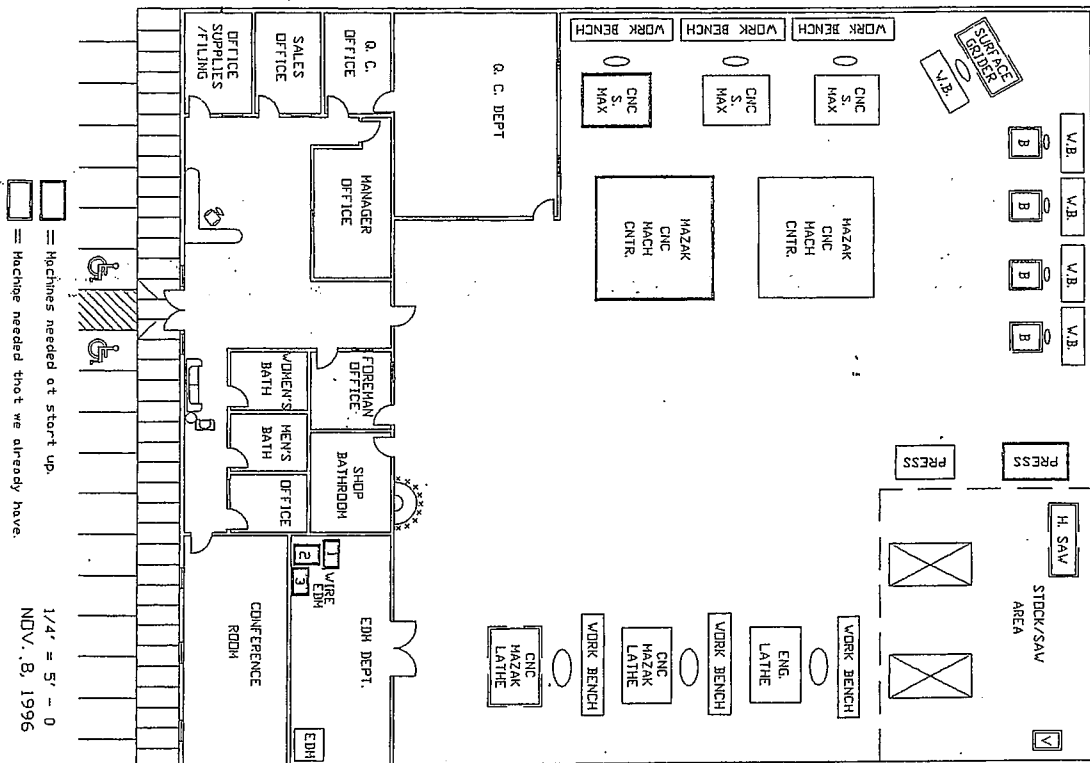 OFFICE
SUPPLIES
/FILING
SALES
OFFICE
Q. C.
OFFICE
Q. C. DEPT
MANAGER
OFFICE
WORK BENCH
WORK BENCH
WORK BENCH
CNC
S.
MAX
CNC
S.
MAX
CNC
S.
MAX
SURFACE
GRIDER
W.B.
MAZAK
CNC
MACH
CNTR.
MAZAK
CNC
MACH
CNTR.
B
W.B.
B
W.B.
B
W.B.
B
W.B.
WOMEN'S
BATH
MEN'S
BATH
OFFICE
FOREMAN
OFFICE
SHOP
BATHROOM
PRESS
PRESS
H. SAW
STOCK/SAW
AREA
V
1
2
3
WIRE
EDM
EDM DEPT.
EDM
CONFERENCE
ROOM
CNC
MAZAK
LATHE
WORK BENCH
CNC
MAZAK
LATHE
WORK BENCH
ENG.
LATHE
WORK BENCH
== Machines needed at start up.
== Machine needed that we already have.
1/4' = 5' - 0
NOV. 8, 1996